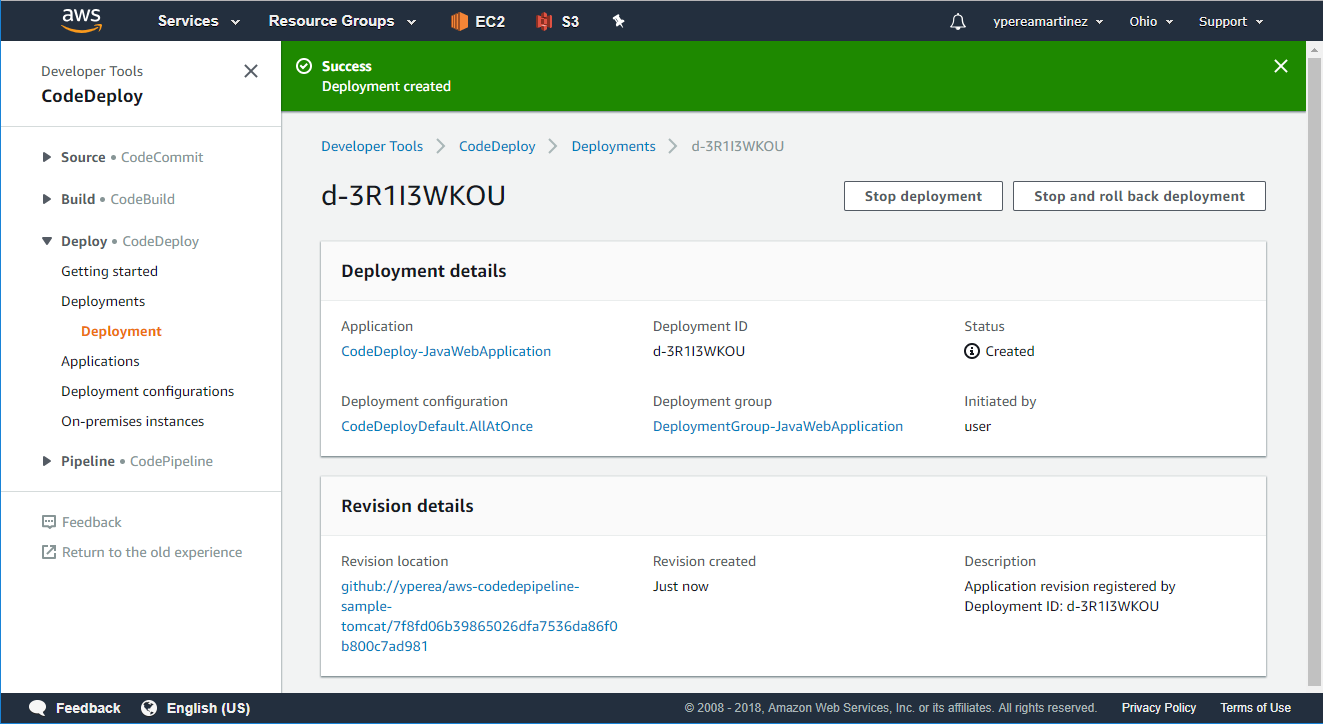 aws Services Resource Groups EC2 S3 ypereamartinez Ohio Support
Developer Tools
CodeDeploy
Source • CodeCommit
Build • CodeBuild
Deploy • CodeDeploy
Getting started
Deployments
Deployment
Applications
Deployment configurations
On-premises instances
Pipeline • CodePipeline
Feedback
Return to the old experience
Success
Deployment created
Developer Tools CodeDeploy Deployments d-3R1I3WKOU
d-3R1I3WKOU
Stop deployment Stop and roll back deployment
Deployment details
Application Deployment ID Status
CodeDeploy-JavaWebApplication d-3R1I3WKOU Created
Deployment configuration Deployment group Initiated by
CodeDeployDefault.AllAtOnce DeploymentGroup-JavaWebApplication user
Revision details
Revision location Revision created Description
github://yperea/aws-codedepipeline- Just now Application revision registered by
sample- Deployment ID: d-3R1I3WKOU
tomcat/7f8fd06b39865026dfa7536da86f0
b800c7ad981
Feedback English (US) © 2008 - 2018, Amazon Web Services, Inc. or its affiliates. All rights reserved. Privacy Policy Terms of Use